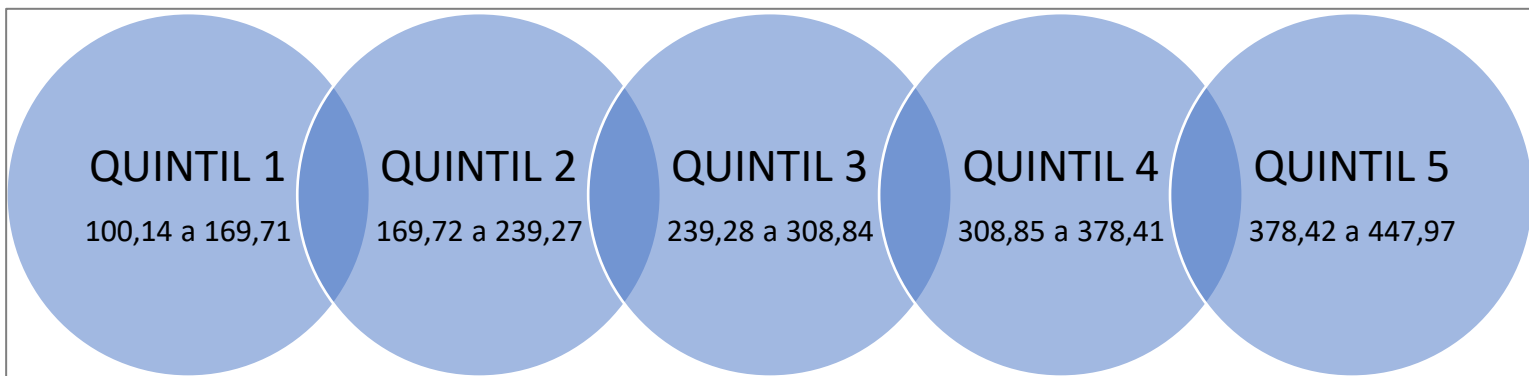 QUINTIL 1
100,14 a 169,71
QUINTIL 2
169,72 a 239,27
QUINTIL 3
239,28 a 308,84
QUINTIL 4
308,85 a 378,41
QUINTIL 5
378,42 a 447,97